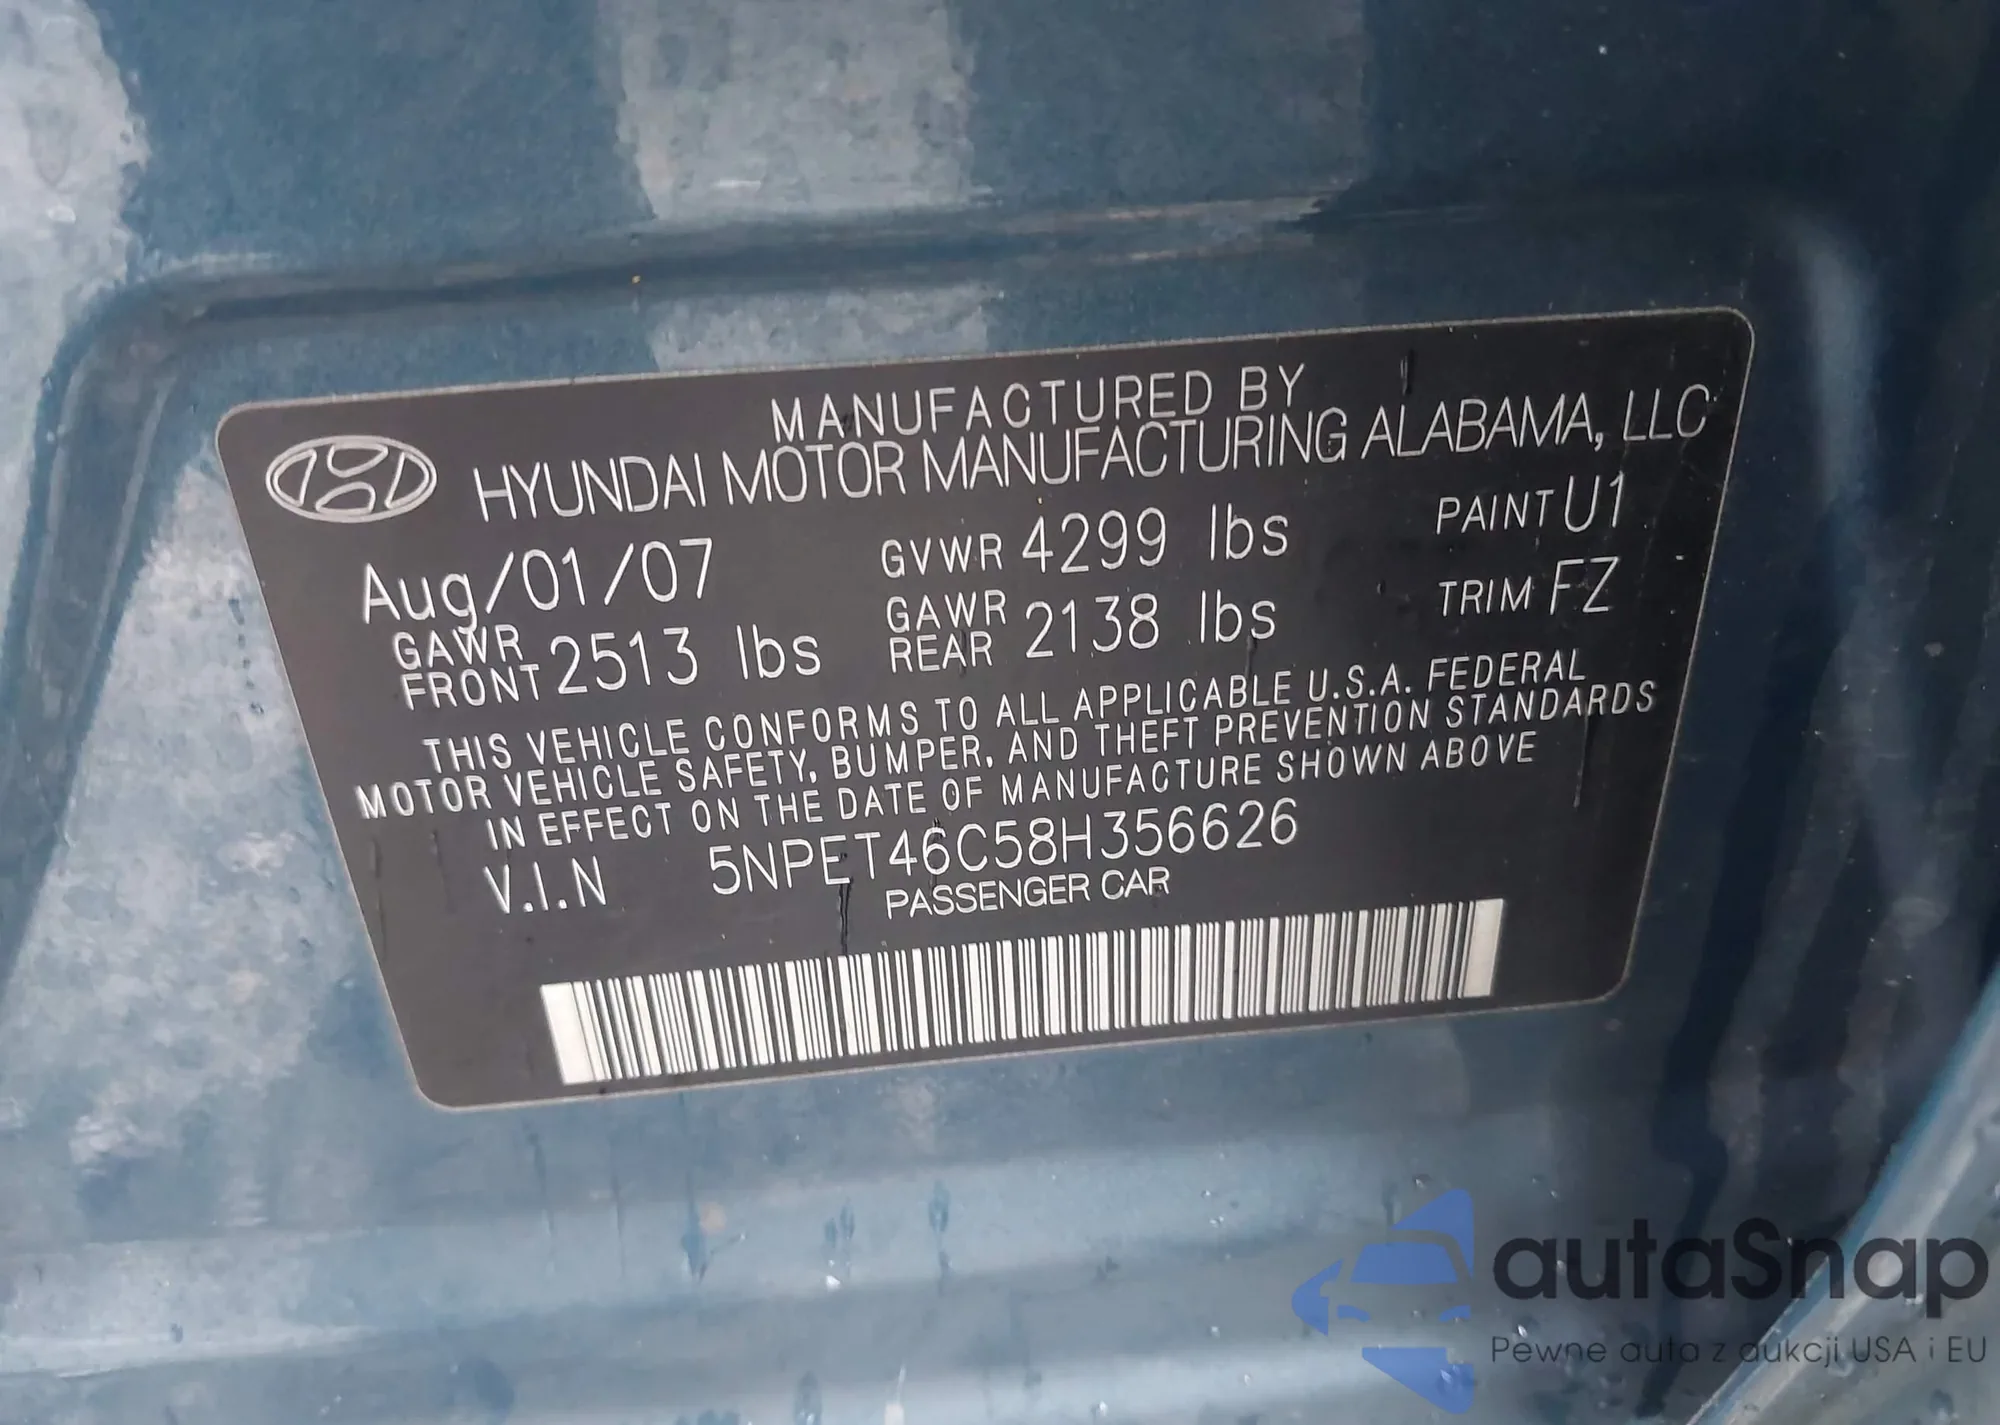 MANUFACTURED BY
HYUNDAI MOTOR MANUFACTURING ALABAMA, LLC
Aug/01/07 GVWR 4299 lbs PAINT U1
GAWR FRONT 2513 lbs GAWR REAR 2138 lbs TRIM FZ
THIS VEHICLE CONFORMS TO ALL APPLICABLE U.S.A. FEDERAL
MOTOR VEHICLE SAFETY, BUMPER, AND THEFT PREVENTION STANDARDS
IN EFFECT ON THE DATE OF MANUFACTURE SHOWN ABOVE
V.I.N 5NPET46C58H356626
PASSENGER CAR
autaSnap
Pewne auta z aukcji USA i EU